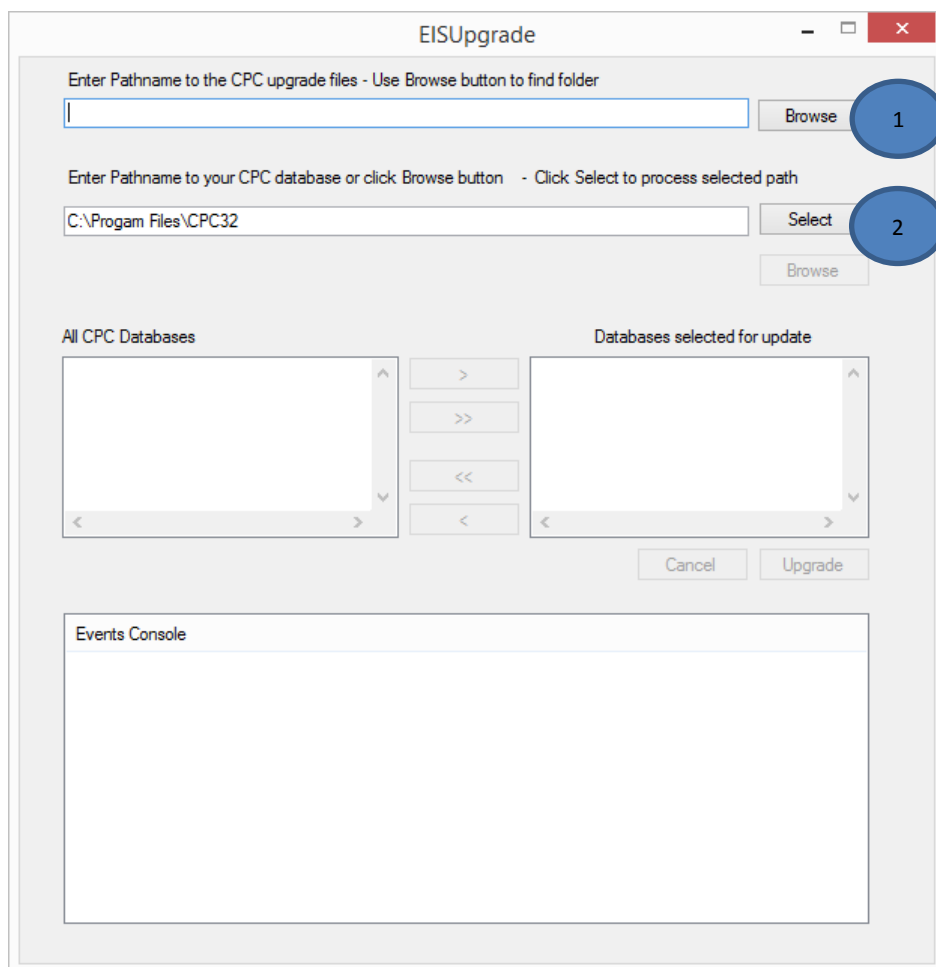 EISUpgrade
Enter Pathname to the CPC upgrade files - Use Browse button to find folder
Browse
1
Enter Pathname to your CPC database or click Browse button - Click Select to process selected path
C:\Progam Files\CPC32
Select
2
Browse
All CPC Databases
Databases selected for update
>
>>
<<
<
Cancel
Upgrade
Events Console